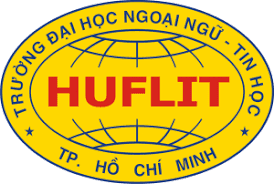 TRƯỜNG ĐẠI HỌC NGOẠI NGỮ - TIN HỌC
HUFLIT
TP. HỒ CHÍ MINH